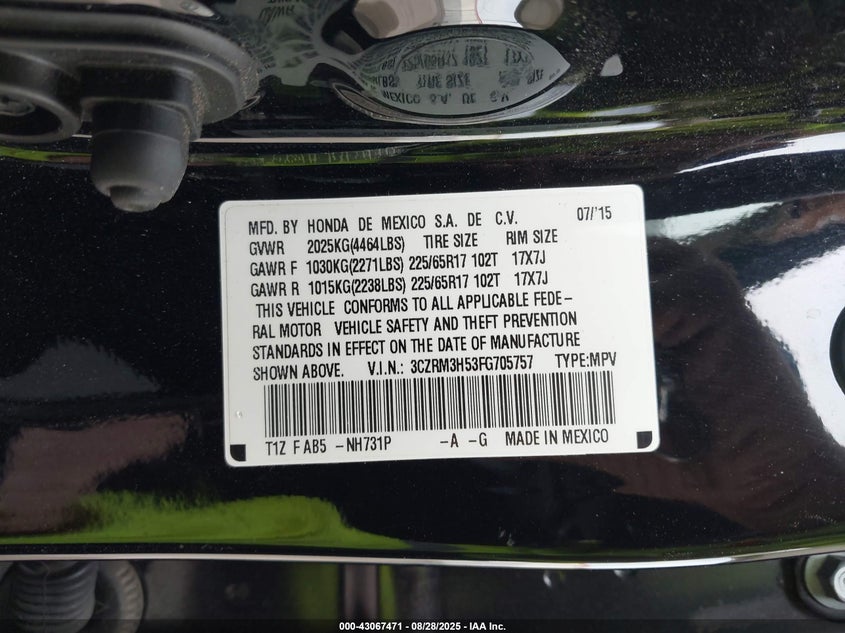 MFD. BY HONDA DE MEXICO S.A. DE C.V. 07/'15
GVWR 2025KG(4464LBS) TIRE SIZE RIM SIZE
GAWR F 1030KG(2271LBS) 225/65R17 102T 17X7J
GAWR R 1015KG(2238LBS) 225/65R17 102T 17X7J
THIS VEHICLE CONFORMS TO ALL APPLICABLE FEDE-
RAL MOTOR VEHICLE SAFETY AND THEFT PREVENTION
STANDARDS IN EFFECT ON THE DATE OF MANUFACTURE
SHOWN ABOVE. V.I.N.: 3CZRM3H53FG705757 TYPE:MPV
T1Z F AB5 -NH731P -A -G MADE IN MEXICO
000-43067471 - 08/28/2025 - IAA Inc.